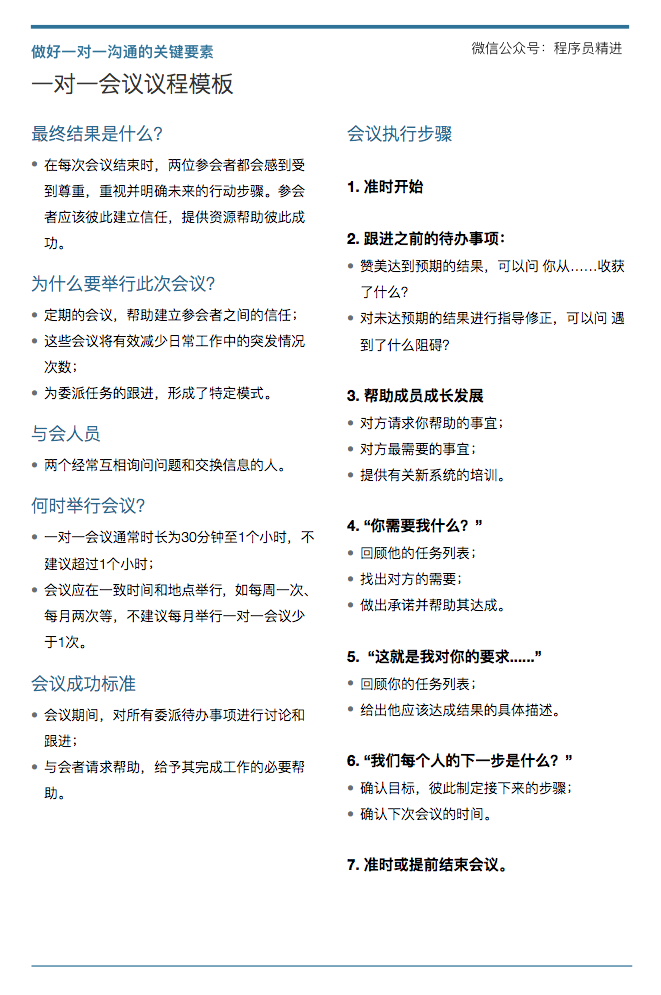 做好一对一沟通的关键要素
微信公众号：程序员精进
一对一会议议程模板
最终结果是什么？
• 在每次会议结束时，两位参会者都会感到受
到尊重，重视并明确未来的行动步骤。参会
者应该彼此建立信任，提供资源帮助彼此成
功。
为什么要举行此次会议？
• 定期的会议，帮助建立参会者之间的信任；
• 这些会议将有效减少日常工作中的突发情况
次数；
• 为委派任务的跟进，形成了特定模式。
与会人员
• 两个经常互相询问问题和交换信息的人。
何时举行会议？
• 一对一会议通常时长为30分钟至1个小时，不
建议超过1个小时；
• 会议应在一致时间和地点举行，如每周一次、
每月两次等，不建议每月举行一对一会议少
于1次。
会议成功标准
• 会议期间，对所有委派待办事项进行讨论和
跟进；
• 与会者请求帮助，给予其完成工作的必要帮
助。
会议执行步骤
1. 准时开始
2. 跟进之前的待办事项：
• 赞美达到预期的结果，可以问 你从……收获
了什么？
• 对未达预期的结果进行指导修正，可以问 遇
到了什么阻碍？
3. 帮助成员成长发展
• 对方请求你帮助的事宜；
• 对方最需要的事宜；
• 提供有关新系统的培训。
4. “你需要我什么？”
• 回顾他的任务列表；
• 找出对方的需要；
• 做出承诺并帮助其达成。
5. “这就是我对你的要求......”
• 回顾你的任务列表；
• 给出他应该达成结果的具体描述。
6. “我们每个人的下一步是什么？”
• 确认目标，彼此制定接下来的步骤；
• 确认下次会议的时间。
7. 准时或提前结束会议。